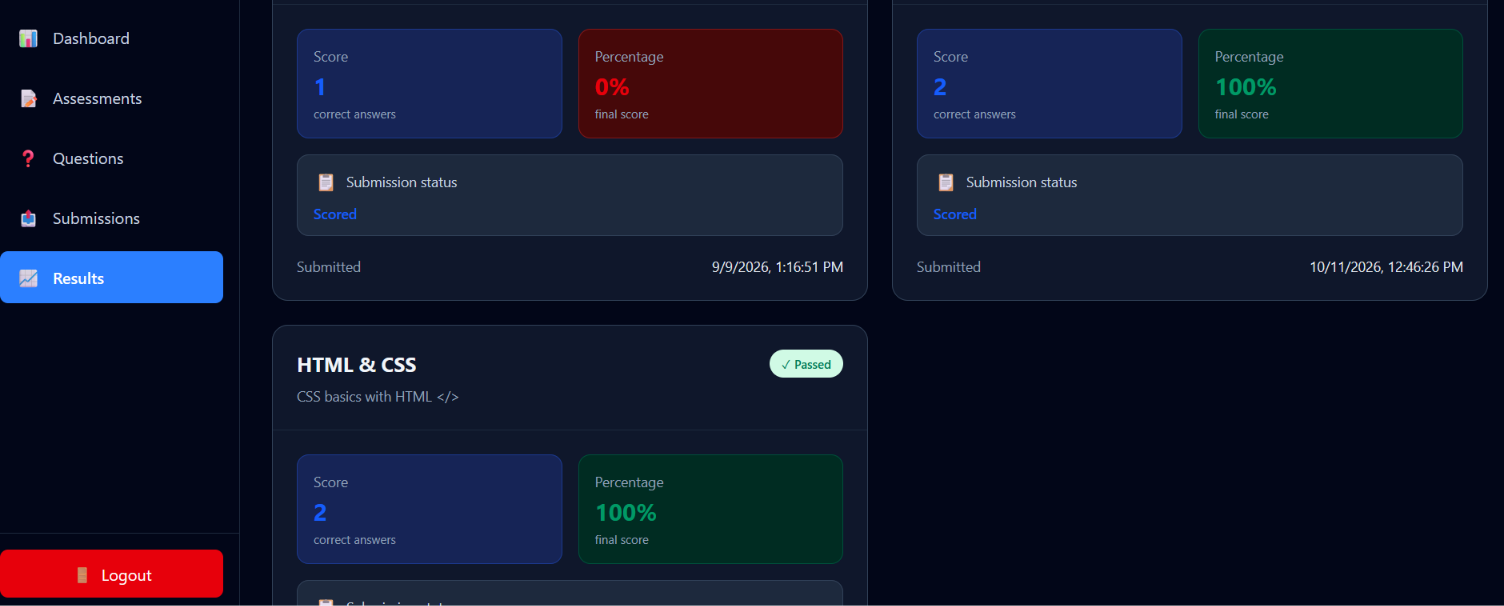 Dashboard
Assessments
Questions
Submissions
Results
Logout
Score
1
correct answers
Percentage
0%
final score
Submission status
Scored
Submitted
9/9/2026, 1:16:51 PM
Score
2
correct answers
Percentage
100%
final score
Submission status
Scored
Submitted
10/11/2026, 12:46:26 PM
HTML & CSS
✓ Passed
CSS basics with HTML </>
Score
2
correct answers
Percentage
100%
final score